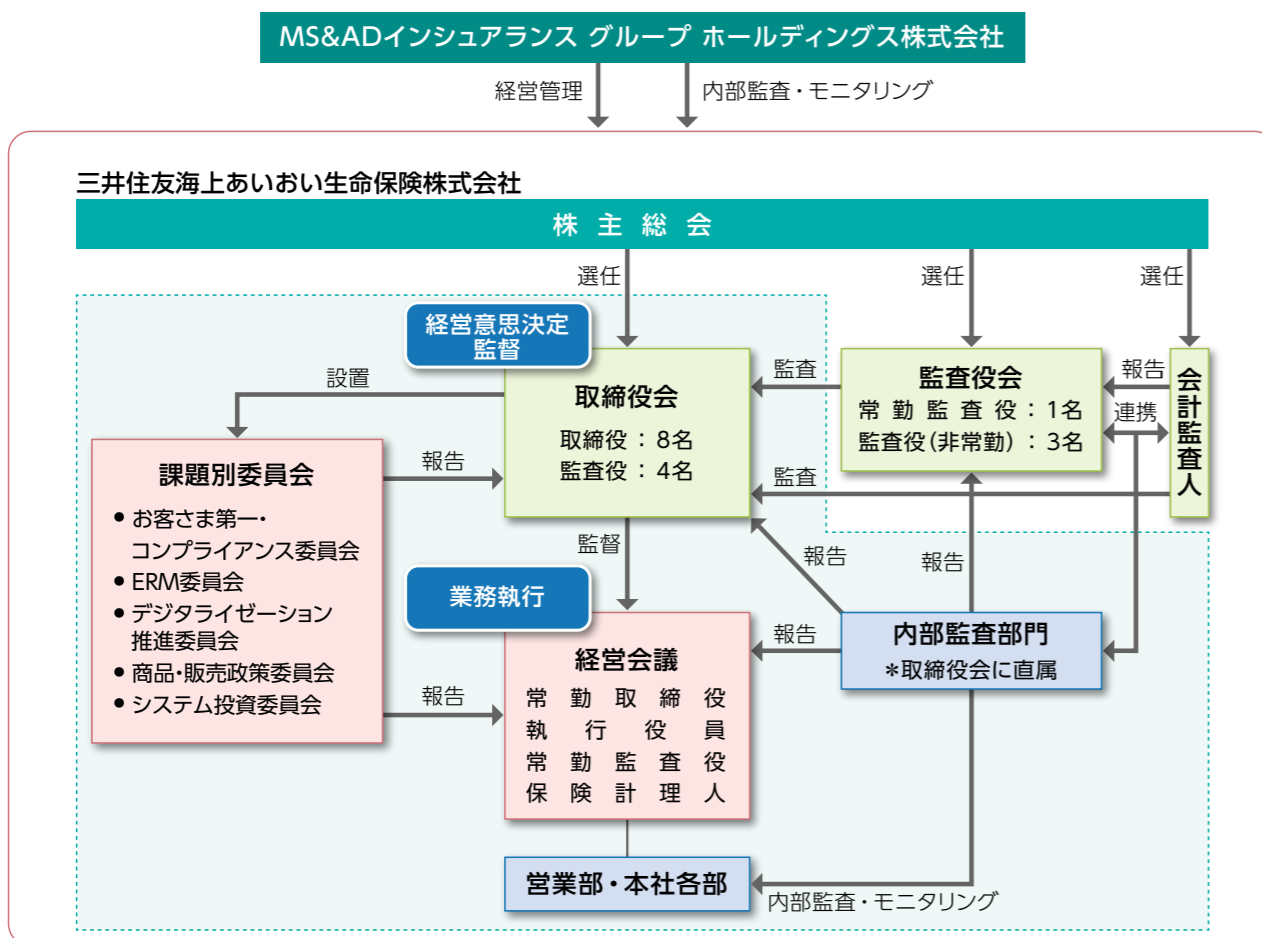 MS&ADインシュアランス グループ ホールディングス株式会社
経営管理
内部監査・モニタリング
三井住友海上あいおい生命保険株式会社
株主総会
選任
選任
選任
経営意思決定
監督
設置
取締役会
取締役：8名
監査役：4名
監査
監査役会
常勤監査役：1名
監査役(非常勤)：3名
報告
連携
会計監査人
課題別委員会
• お客さま第一・
コンプライアンス委員会
• ERM委員会
• デジタライゼーション
推進委員会
• 商品・販売政策委員会
• システム投資委員会
報告
監査
監督
報告
報告
業務執行
報告
内部監査部門
*取締役会に直属
経営会議
常勤取締役
執行役員
常勤監査役
保険計理人
報告
営業部・本社各部
内部監査・モニタリング